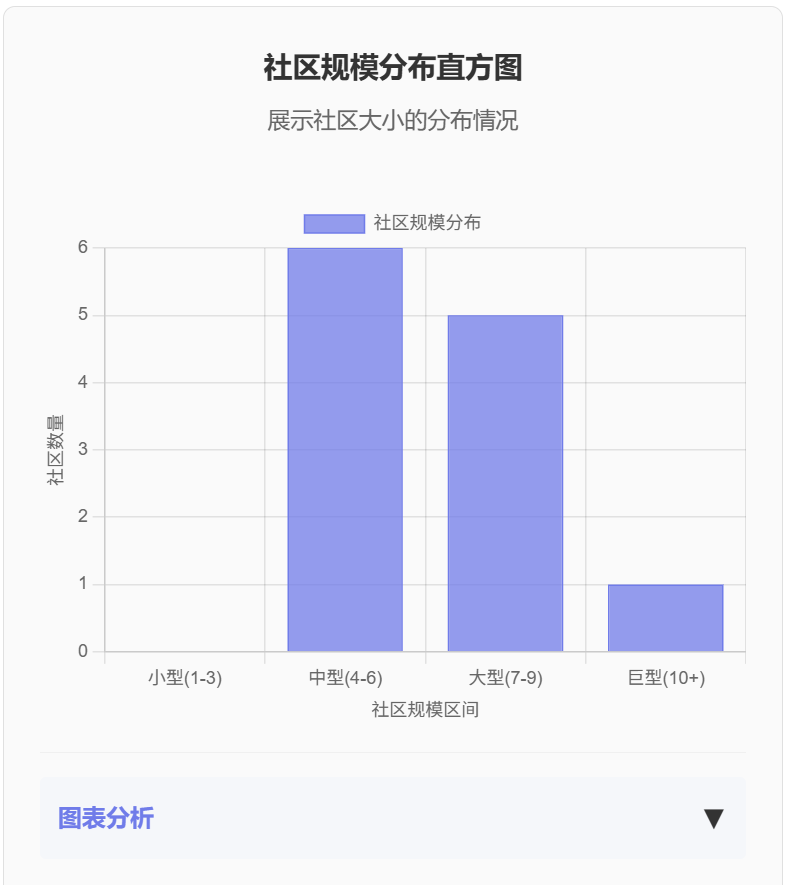 社区规模分布直方图
展示社区大小的分布情况
社区规模分布
6
5
4
3
2
1
0
社区数量
小型(1-3) 中型(4-6) 大型(7-9) 巨型(10+)
社区规模区间
图表分析 ▼